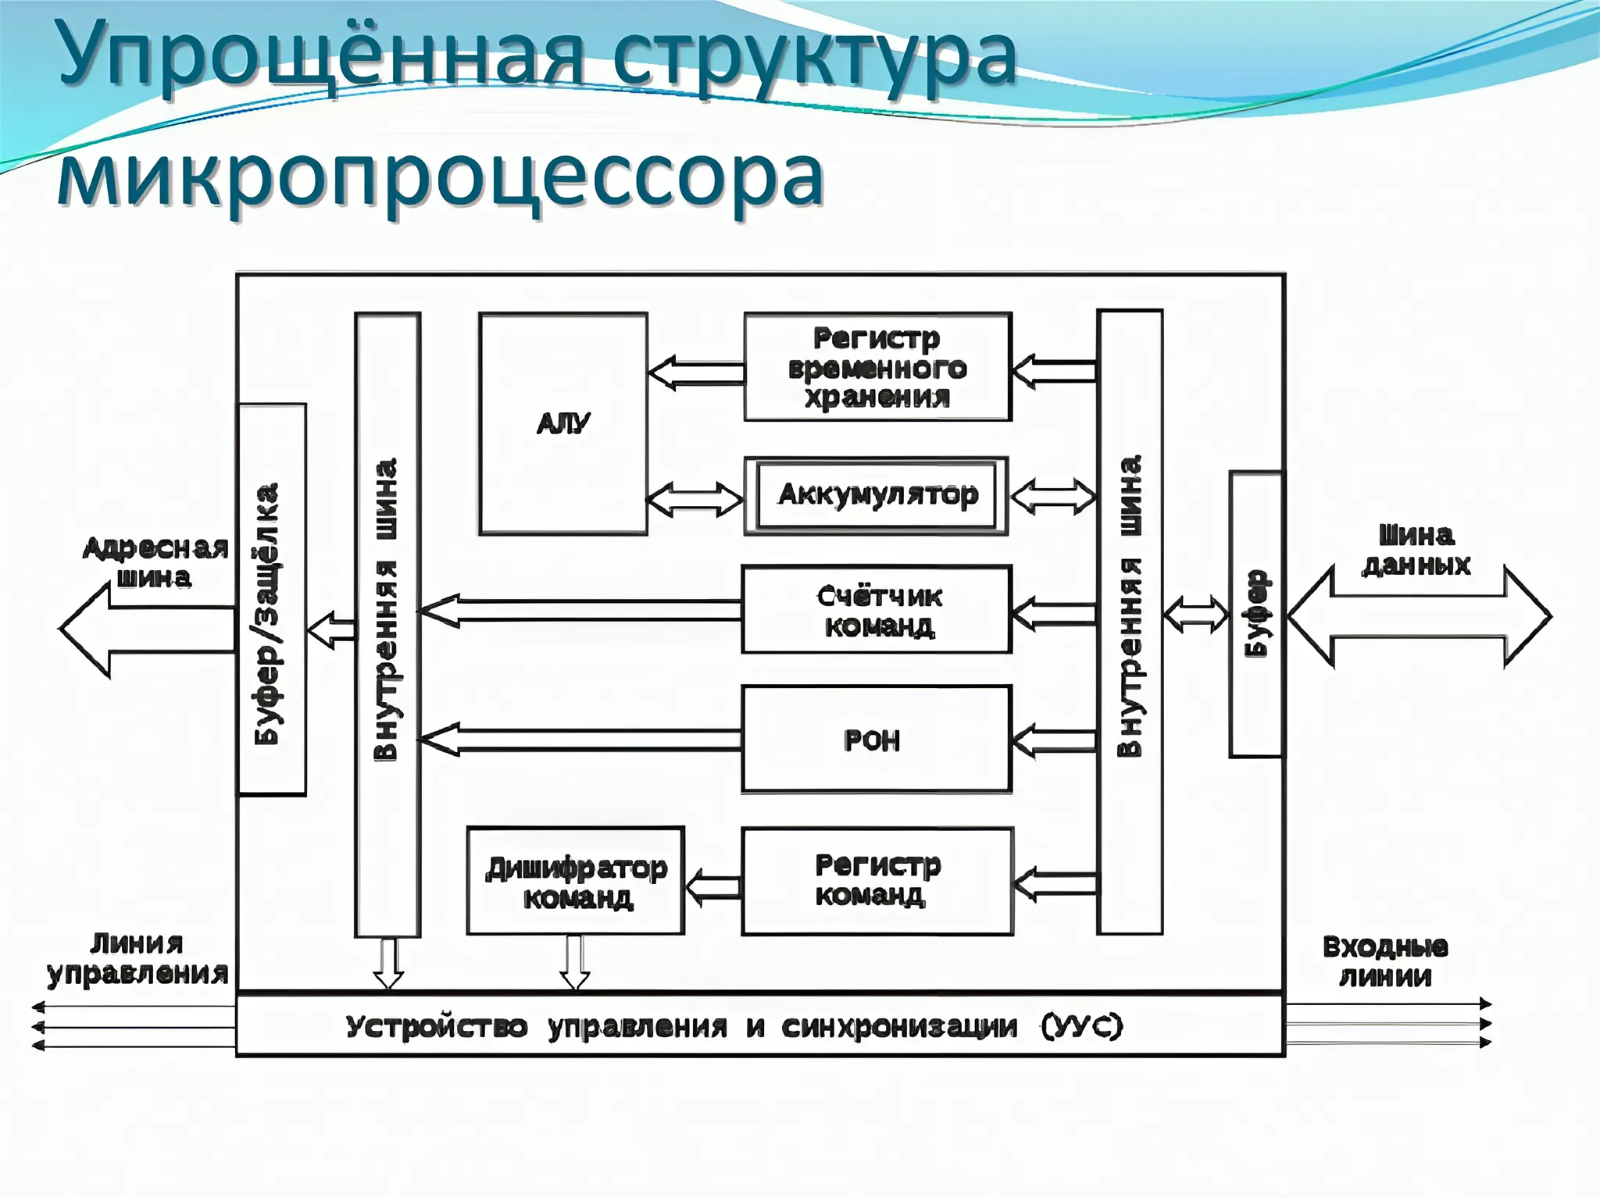 Упрощённая структура
микропроцессора
Регистр
временного
хранения
АЛУ
Аккумулятор
Адресная
шина
Буфер/защёлка
Внутренняя шина
Счётчик
команд
Внутренняя шина
Буфер
Шина
данных
РОН
Дишифратор
команд
Регистр
команд
Линия
управления
Входные
линии
Устройство управления и синхронизации (УУС)